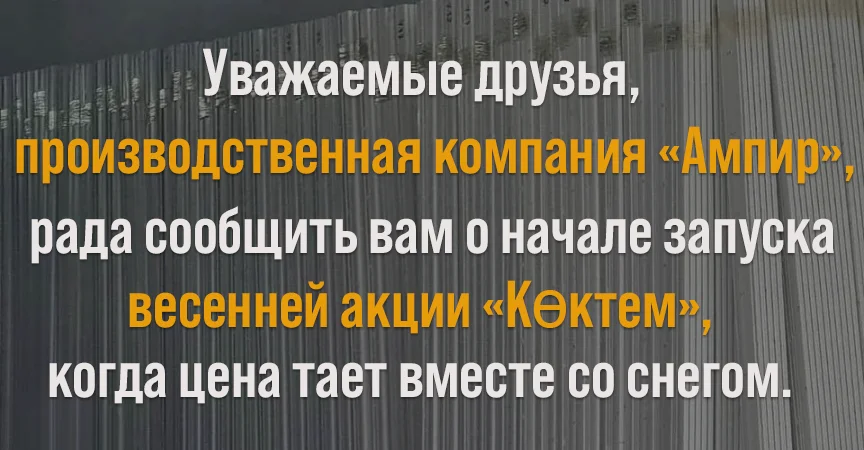 Уважаемые друзья,
производственная компания «Ампир»,
рада сообщить вам о начале запуска
весенней акции «Көктем»,
когда цена тает вместе со снегом.